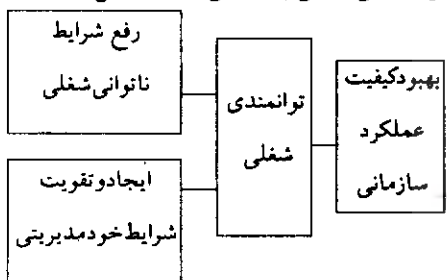 رفع شرایط
ناتوانی‌شغلی
ایجادوتقویت
شرایط‌خودمدیریتی
توانمندی
شغلی
بهبودکیفیت
عملکرد
سازمانی